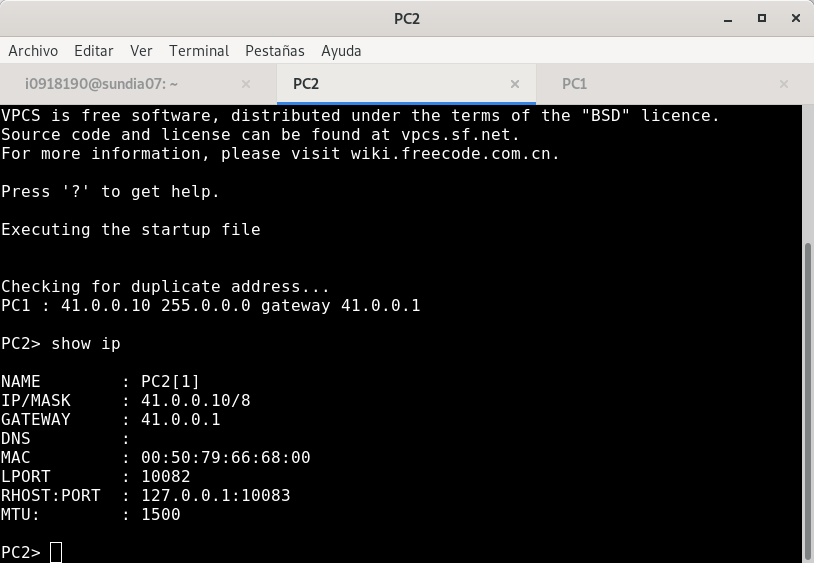 PC2
Archivo Editar Ver Terminal Pestañas Ayuda
i0918190@sundia07: ~ PC2 PC1
VPCS is free software, distributed under the terms of the "BSD" licence.
Source code and license can be found at vpcs.sf.net.
For more information, please visit wiki.freecode.com.cn.
Press '?' to get help.
Executing the startup file
Checking for duplicate address...
PC1 : 41.0.0.10 255.0.0.0 gateway 41.0.0.1
PC2> show ip
NAME        : PC2[1]
IP/MASK     : 41.0.0.10/8
GATEWAY     : 41.0.0.1
DNS         :
MAC         : 00:50:79:66:68:00
LPORT       : 10082
RHOST:PORT  : 127.0.0.1:10083
MTU:        : 1500
PC2>